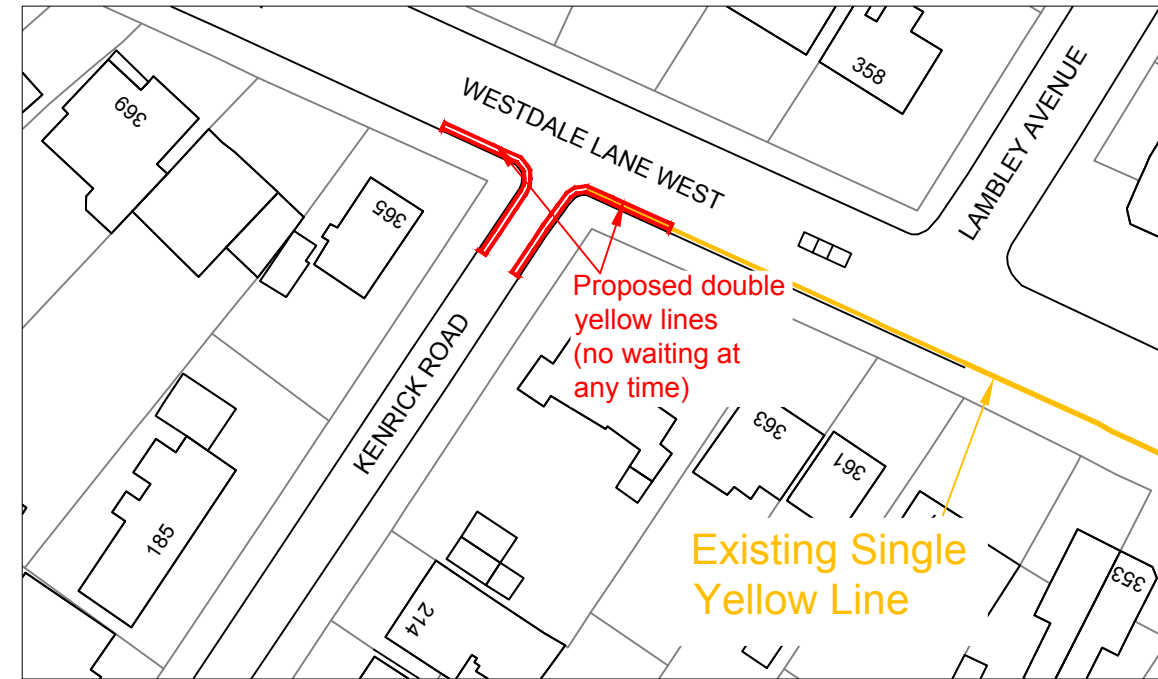 358
369
WESTDALE LANE WEST
LAMBLEY AVENUE
365
Proposed double
yellow lines
(no waiting at
any time)
KENRICK ROAD
363
361
185
Existing Single
Yellow Line
353
214